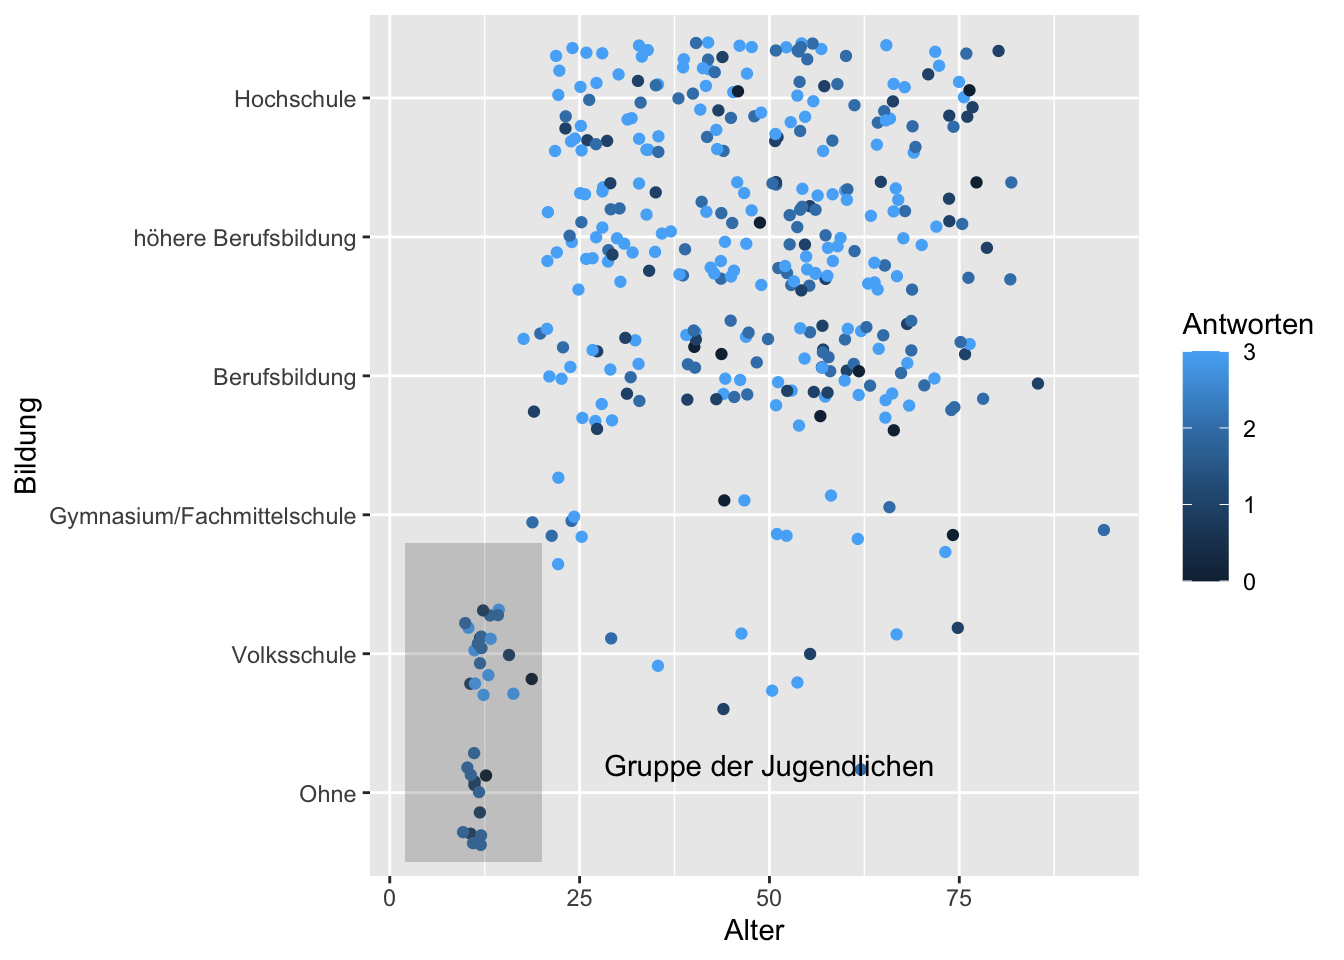 Hochschule
höhere Berufsbildung
Berufsbildung
Gymnasium/Fachmittelschule
Volksschule
Ohne
Bildung
Gruppe der Jugendlichen
0 25 50 75
Alter
Antworten
3
2
1
0